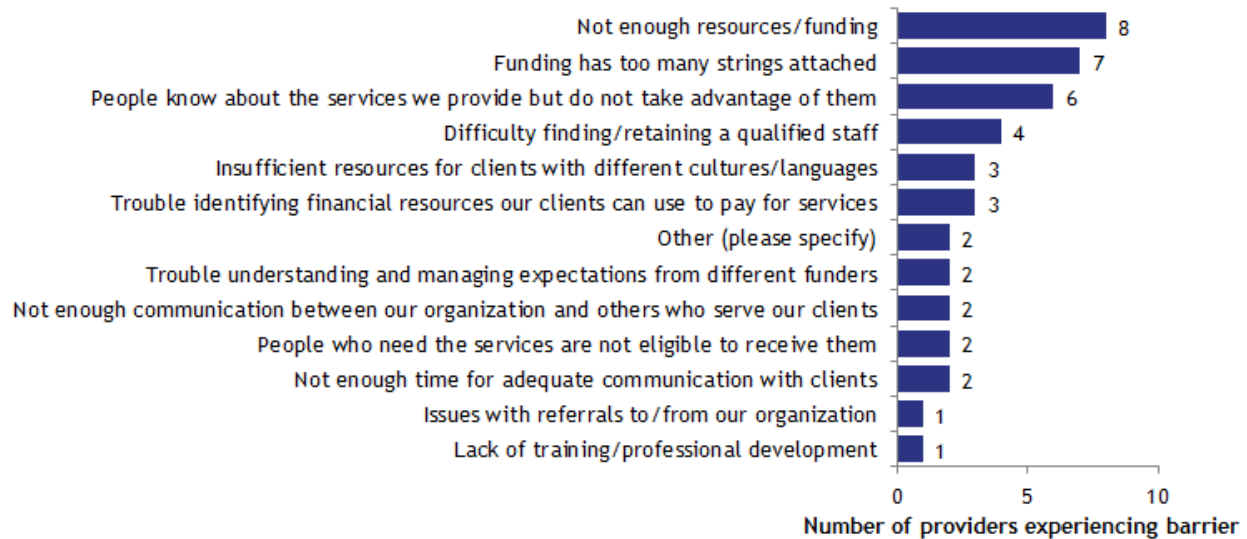 Not enough resources/funding 8
Funding has too many strings attached 7
People know about the services we provide but do not take advantage of them 6
Difficulty finding/retaining a qualified staff 4
Insufficient resources for clients with different cultures/languages 3
Trouble identifying financial resources our clients can use to pay for services 3
Other (please specify) 2
Trouble understanding and managing expectations from different funders 2
Not enough communication between our organization and others who serve our clients 2
People who need the services are not eligible to receive them 2
Not enough time for adequate communication with clients 2
Issues with referrals to/from our organization 1
Lack of training/professional development 1
0 5 10
Number of providers experiencing barrier